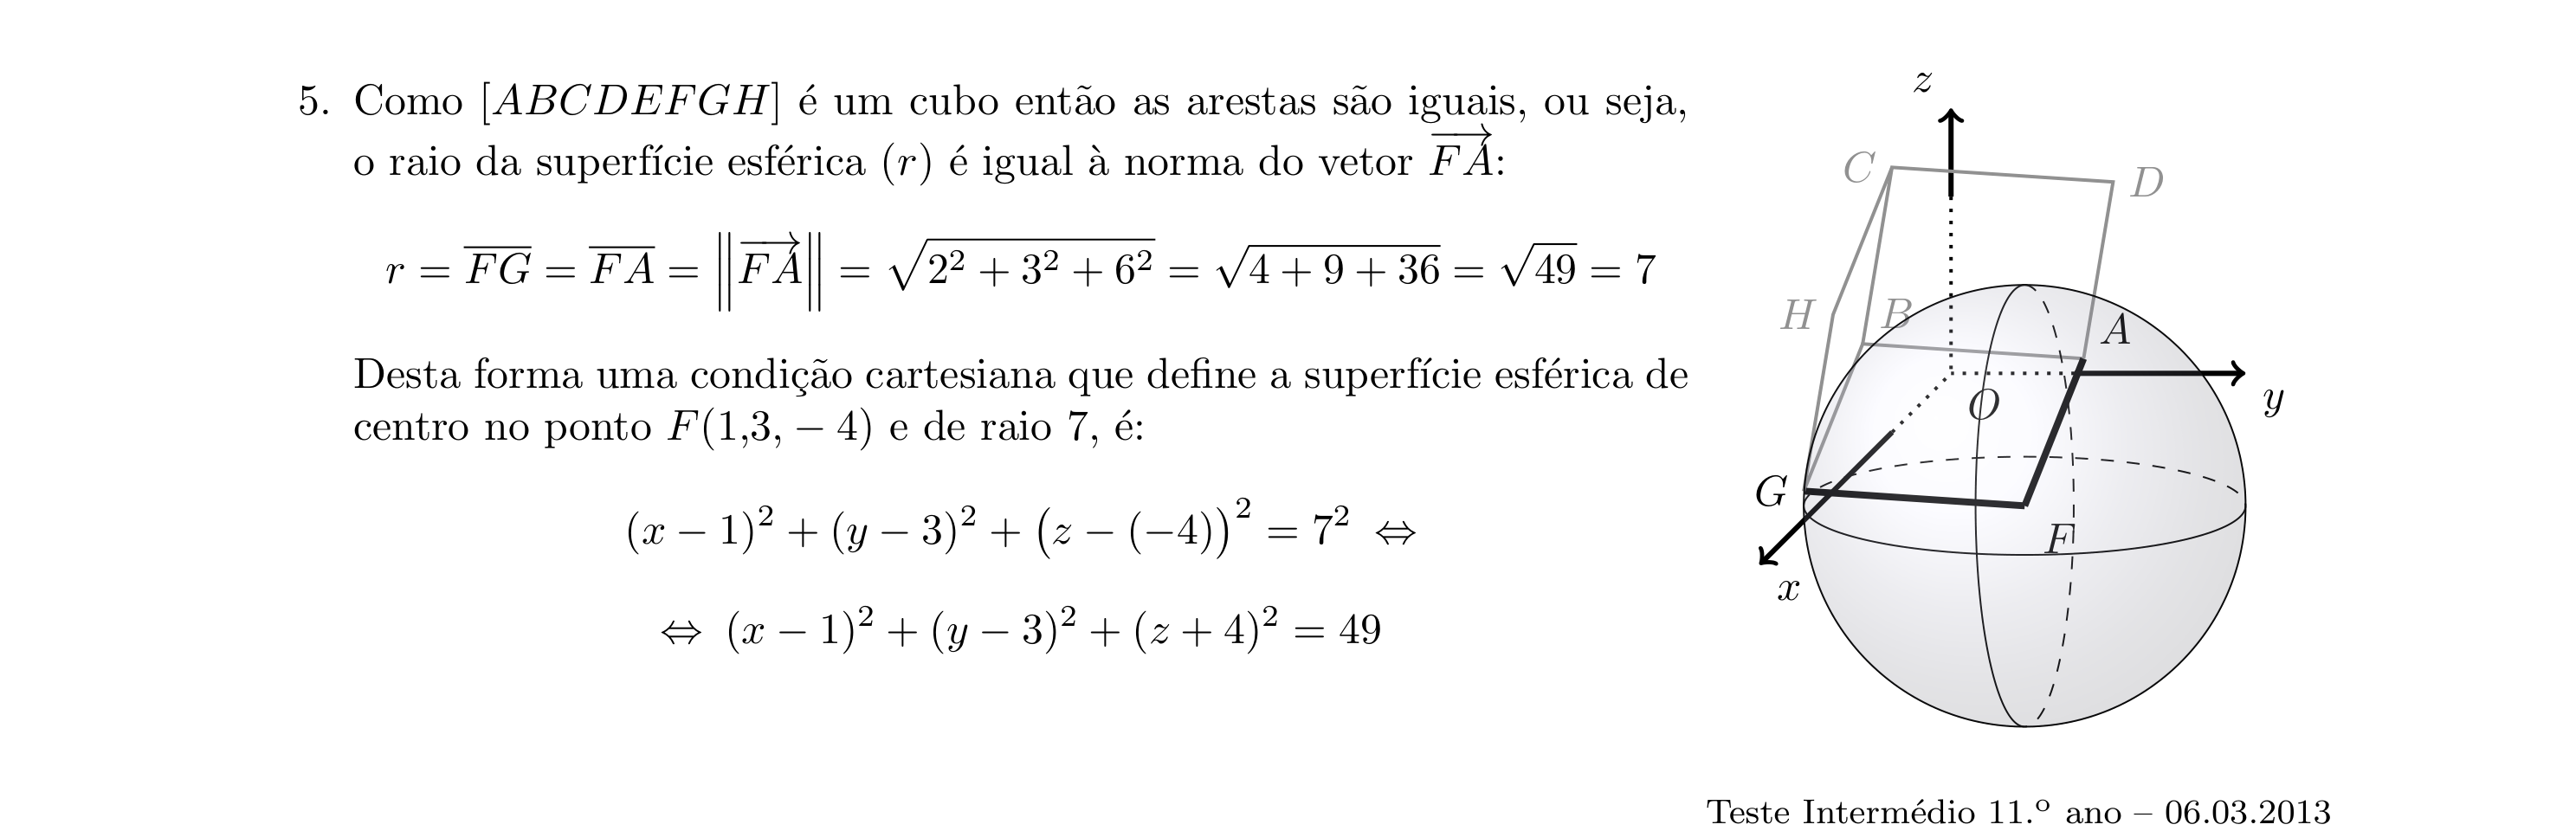 5. Como [ABCDEFGH] é um cubo então as arestas são iguais, ou seja,
o raio da superfície esférica (r) é igual à norma do vetor $\overrightarrow{FA}$:
$r = \overline{FG} = \overline{FA} = \left\|\overrightarrow{FA}\right\| = \sqrt{2^2 + 3^2 + 6^2} = \sqrt{4 + 9 + 36} = \sqrt{49} = 7$
Desta forma uma condição cartesiana que define a superfície esférica de
centro no ponto F(1,3, − 4) e de raio 7, é:
$(x - 1)^2 + (y - 3)^2 + (z - (-4))^2 = 7^2 \Leftrightarrow$
$\Leftrightarrow (x - 1)^2 + (y - 3)^2 + (z + 4)^2 = 49$
z
C
D
H
B
A
O
y
G
F
x
Teste Intermédio 11.º ano – 06.03.2013